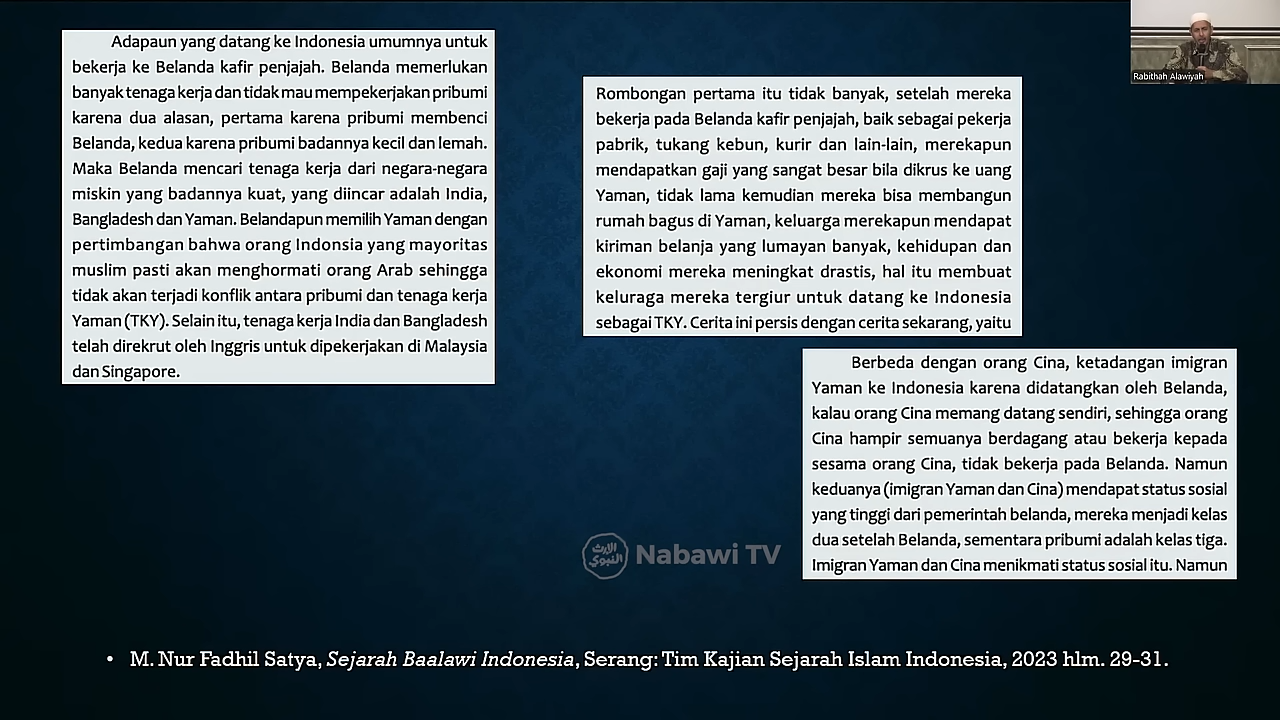 Adapaun yang datang ke Indonesia umumnya untuk
bekerja ke Belanda kafir penjajah. Belanda memerlukan
banyak tenaga kerja dan tidak mau mempekerjakan pribumi
karena dua alasan, pertama karena pribumi membenci
Belanda, kedua karena pribumi badannya kecil dan lemah.
Maka Belanda mencari tenaga kerja dari negara-negara
miskin yang badannya kuat, yang diincar adalah India,
Bangladesh dan Yaman. Belandapun memilih Yaman dengan
pertimbangan bahwa orang Indonsia yang mayoritas
muslim pasti akan menghormati orang Arab sehingga
tidak akan terjadi konflik antara pribumi dan tenaga kerja
Yaman (TKY). Selain itu, tenaga kerja India dan Bangladesh
telah direkrut oleh Inggris untuk dipekerjakan di Malaysia
dan Singapore.
Rombongan pertama itu tidak banyak, setelah mereka
bekerja pada Belanda kafir penjajah, baik sebagai pekerja
pabrik, tukang kebun, kurir dan lain-lain, merekapun
mendapatkan gaji yang sangat besar bila dikrus ke uang
Yaman, tidak lama kemudian mereka bisa membangun
rumah bagus di Yaman, keluarga merekapun mendapat
kiriman belanja yang lumayan banyak, kehidupan dan
ekonomi mereka meningkat drastis, hal itu membuat
keluraga mereka tergiur untuk datang ke Indonesia
sebagai TKY. Cerita ini persis dengan cerita sekarang, yaitu
Berbeda dengan orang Cina, ketadangan imigran
Yaman ke Indonesia karena didatangkan oleh Belanda,
kalau orang Cina memang datang sendiri, sehingga orang
Cina hampir semuanya berdagang atau bekerja kepada
sesama orang Cina, tidak bekerja pada Belanda. Namun
keduanya (imigran Yaman dan Cina) mendapat status sosial
yang tinggi dari pemerintah belanda, mereka menjadi kelas
dua setelah Belanda, sementara pribumi adalah kelas tiga.
Imigran Yaman dan Cina menikmati status sosial itu. Namun
الإرث
النبوي
Nabawi TV
• M. Nur Fadhil Satya, Sejarah Baalawi Indonesia, Serang: Tim Kajian Sejarah Islam Indonesia, 2023 hlm. 29-31.
Rabithah Alawiyah